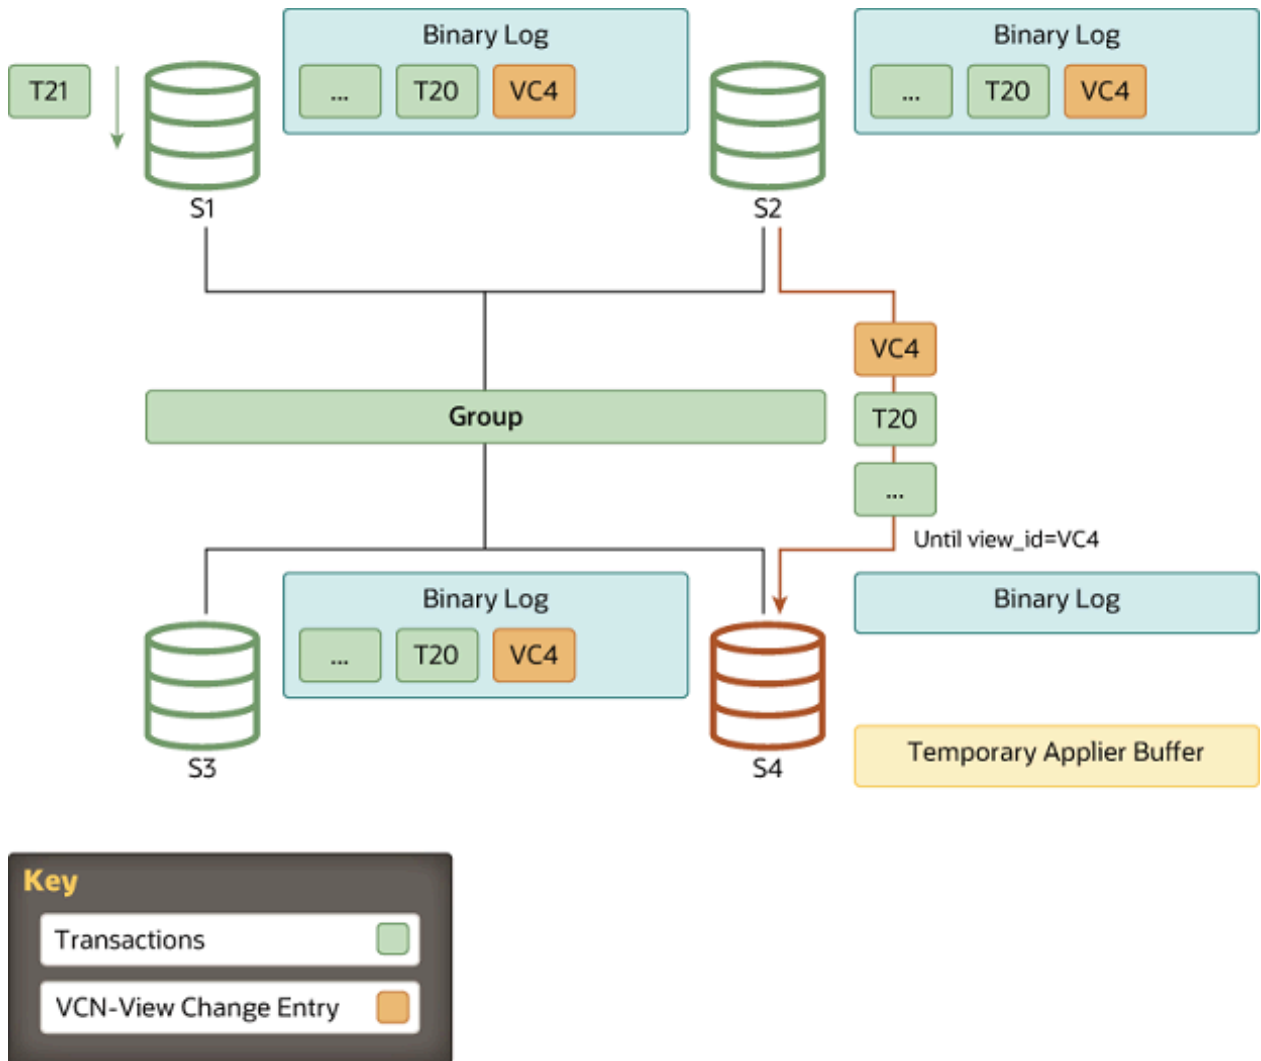 T21
Binary Log
... T20 VC4
S1
Binary Log
... T20 VC4
S2
VC4
T20
...
Group
Until view_id=VC4
Binary Log
... T20 VC4
S3
Binary Log
S4
Temporary Applier Buffer
Key
Transactions
VCN-View Change Entry